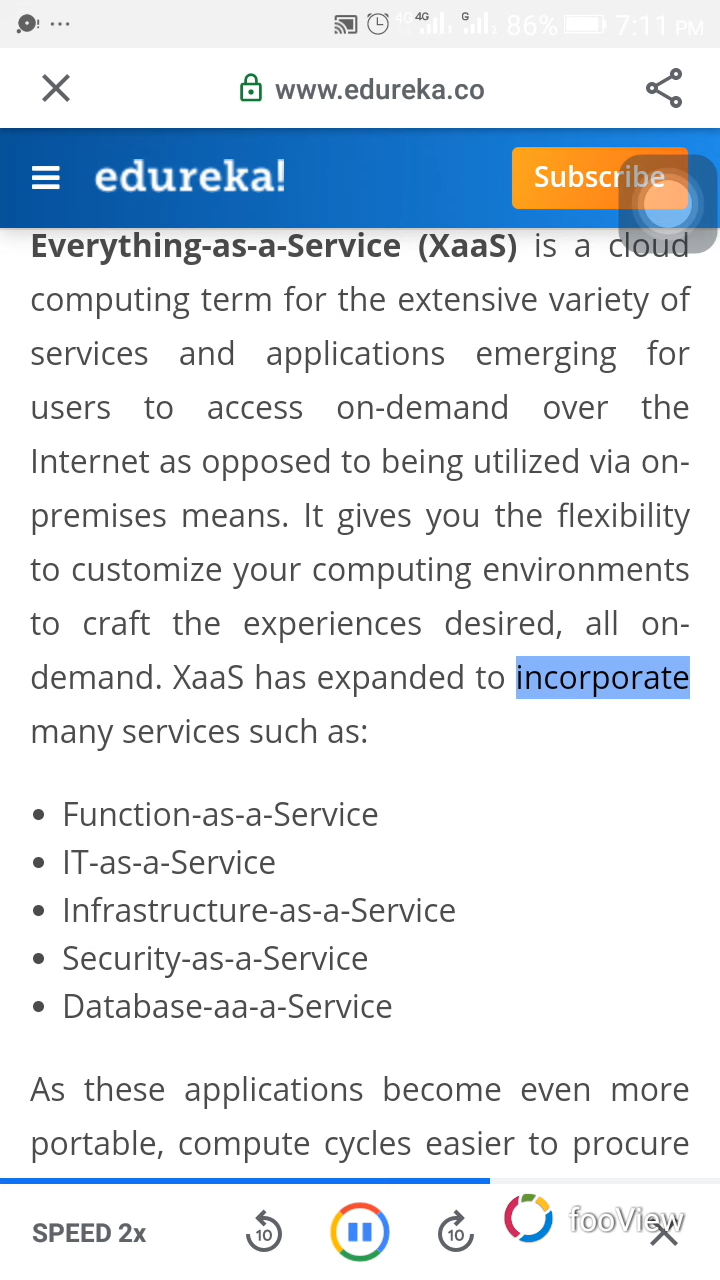 4G 4G G 86% 7:11 PM
www.edureka.co
edureka! Subscribe
Everything-as-a-Service (XaaS) is a cloud
computing term for the extensive variety of
services and applications emerging for
users to access on-demand over the
Internet as opposed to being utilized via on-
premises means. It gives you the flexibility
to customize your computing environments
to craft the experiences desired, all on-
demand. XaaS has expanded to incorporate
many services such as:
• Function-as-a-Service
• IT-as-a-Service
• Infrastructure-as-a-Service
• Security-as-a-Service
• Database-aa-a-Service
As these applications become even more
portable, compute cycles easier to procure
SPEED 2x 10 10 fooView